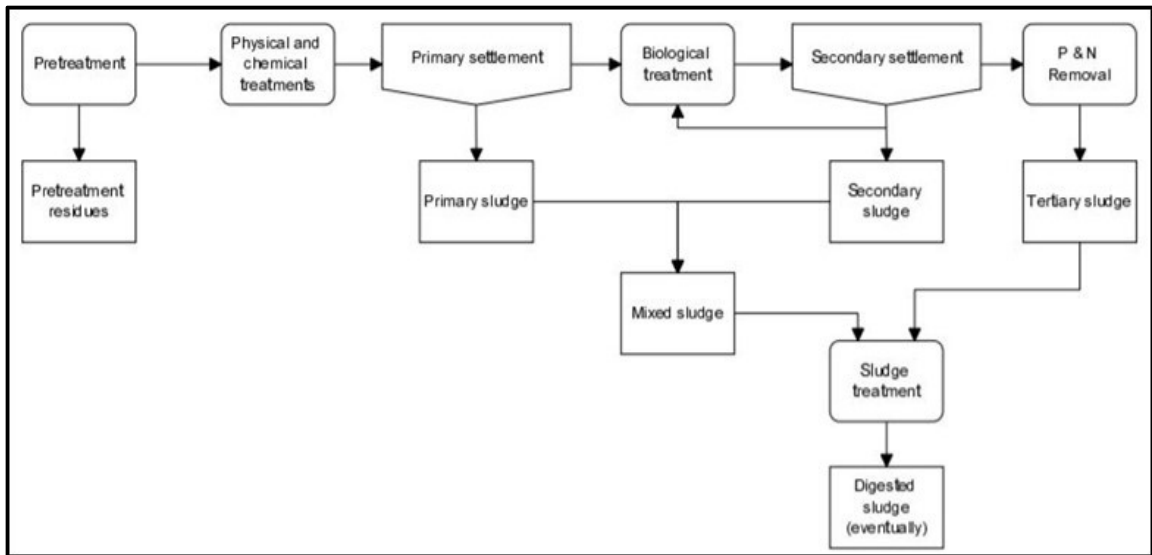 Pretreatment
Physical and
chemical
treatments
Primary settlement
Biological
treatment
Secondary settlement
P & N
Removal
Pretreatment
residues
Primary sludge
Secondary
sludge
Tertiary sludge
Mixed sludge
Sludge
treatment
Digested
sludge
(eventually)